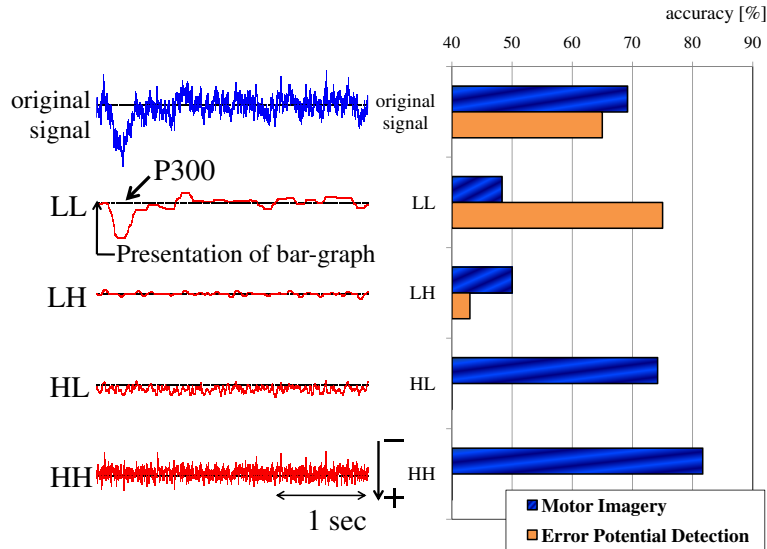 accuracy [%]
40 50 60 70 80 90
original
signal
original
signal
P300
LL
Presentation of bar-graph
LL
LH
LH
HL
HL
HH
−
+
1 sec
HH
Motor Imagery
Error Potential Detection